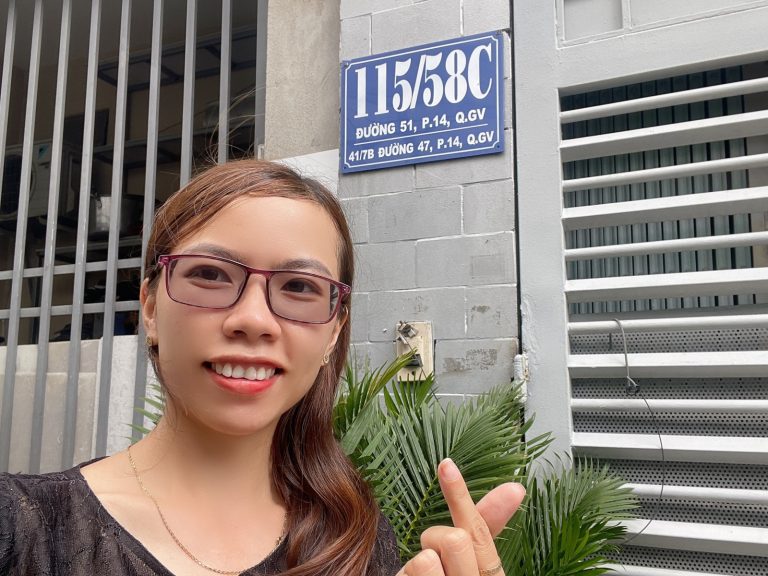 115/58C
ĐƯỜNG 51, P.14, Q.GV
41/7B ĐƯỜNG 47, P.14, Q.GV